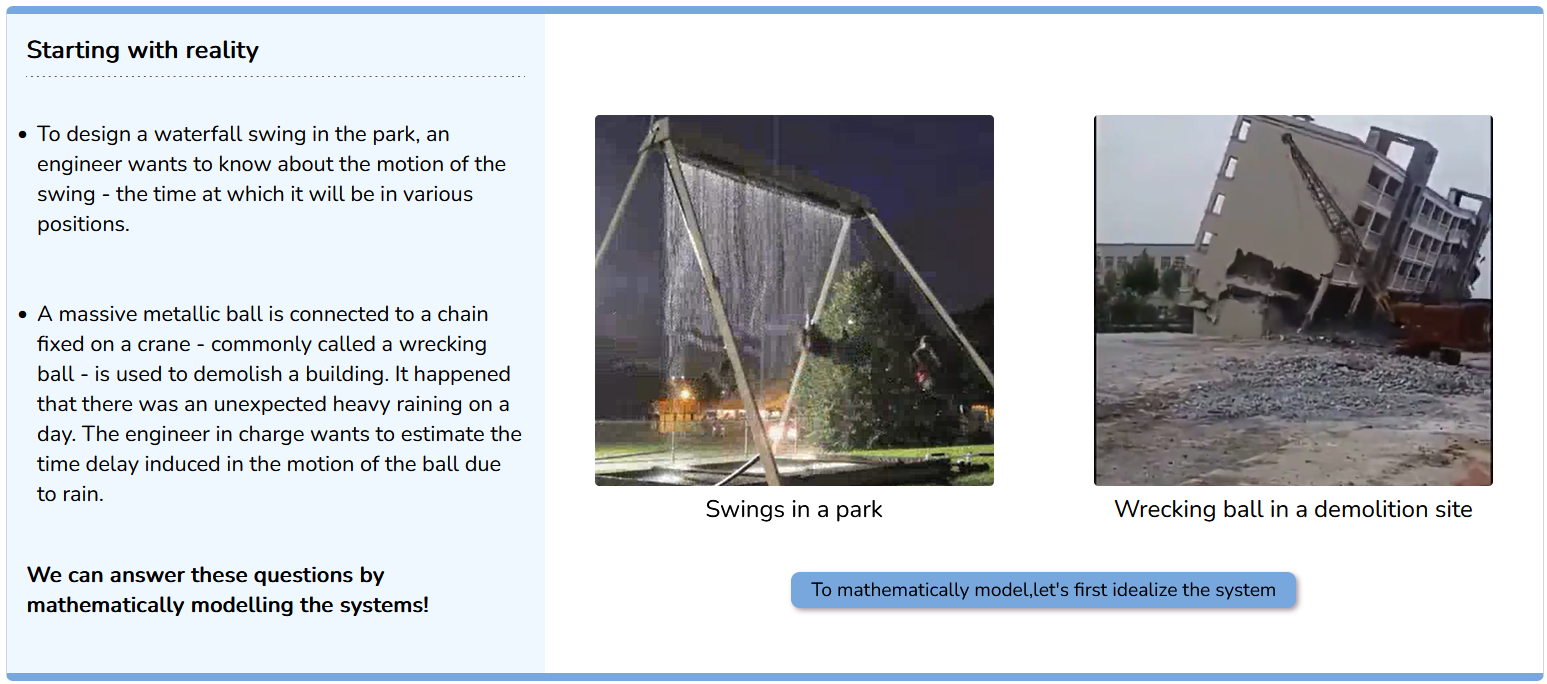 Starting with reality
• To design a waterfall swing in the park, an
engineer wants to know about the motion of the
swing - the time at which it will be in various
positions.
• A massive metallic ball is connected to a chain
fixed on a crane - commonly called a wrecking
ball - is used to demolish a building. It happened
that there was an unexpected heavy raining on a
day. The engineer in charge wants to estimate the
time delay induced in the motion of the ball due
to rain.
We can answer these questions by
mathematically modelling the systems!
Swings in a park
Wrecking ball in a demolition site
To mathematically model,let's first idealize the system